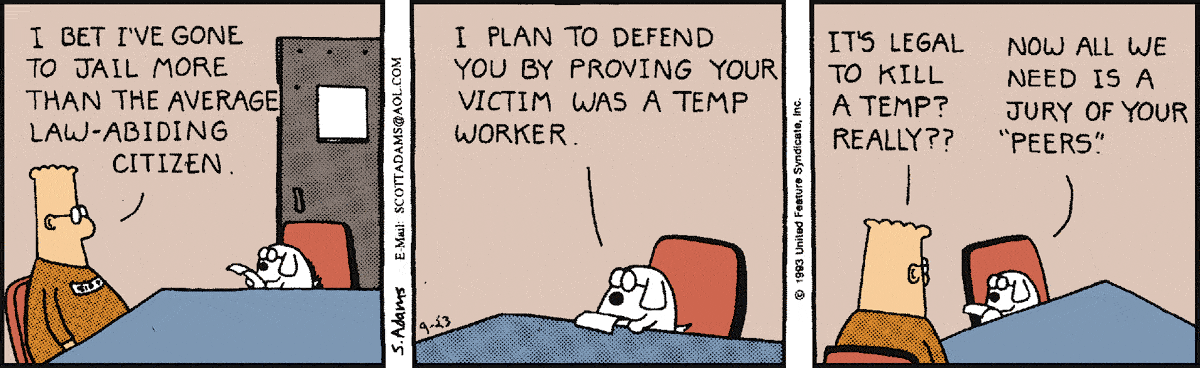 I BET I'VE GONE
TO JAIL MORE
THAN THE AVERAGE
LAW-ABIDING
CITIZEN.
S. Adams E-Mail: SCOTTADAMS@AOL.COM
I PLAN TO DEFEND
YOU BY PROVING YOUR
VICTIM WAS A TEMP
WORKER.
9-23
© 1993 United Feature Syndicate, Inc.
IT'S LEGAL
TO KILL
A TEMP?
REALLY??
NOW ALL WE
NEED IS A
JURY OF YOUR
"PEERS."